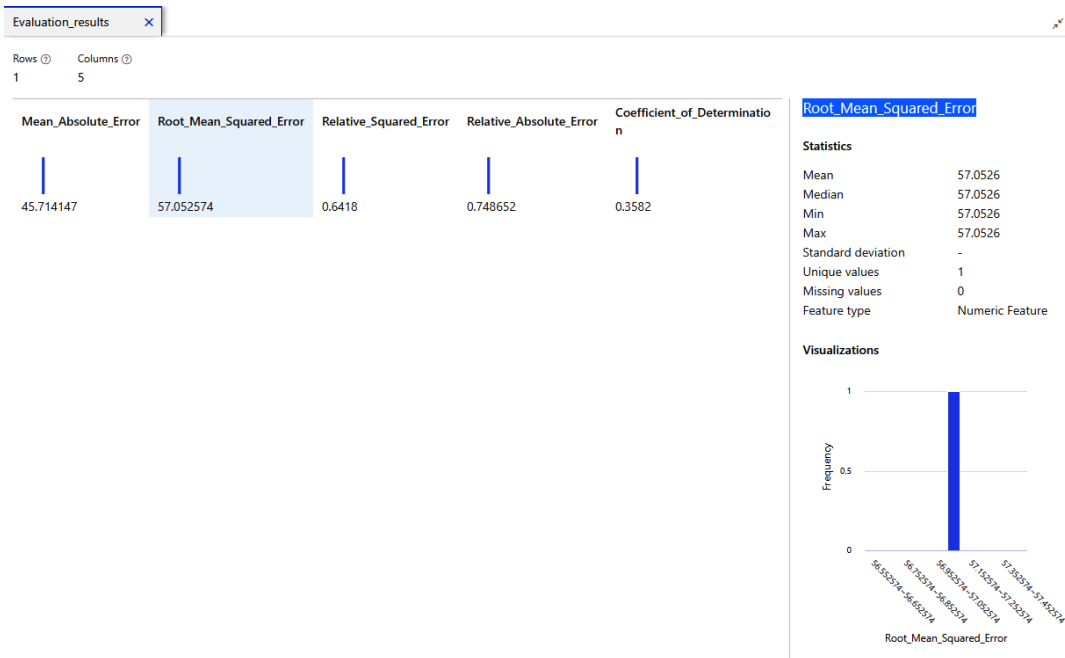 Evaluation_results
Rows
Columns
1
5
Mean_Absolute_Error
Root_Mean_Squared_Error
Relative_Squared_Error
Relative_Absolute_Error
Coefficient_of_Determinatio
n
45.714147
57.052574
0.6418
0.748652
0.3582
Root_Mean_Squared_Error
Statistics
Mean 57.0526
Median 57.0526
Min 57.0526
Max 57.0526
Standard deviation -
Unique values 1
Missing values 0
Feature type Numeric Feature
Visualizations
1
0.5
0
Frequency
56.552574~56.652574
56.752574~56.852574
56.952574~57.052574
57.152574~57.252574
57.352574~57.452574
Root_Mean_Squared_Error